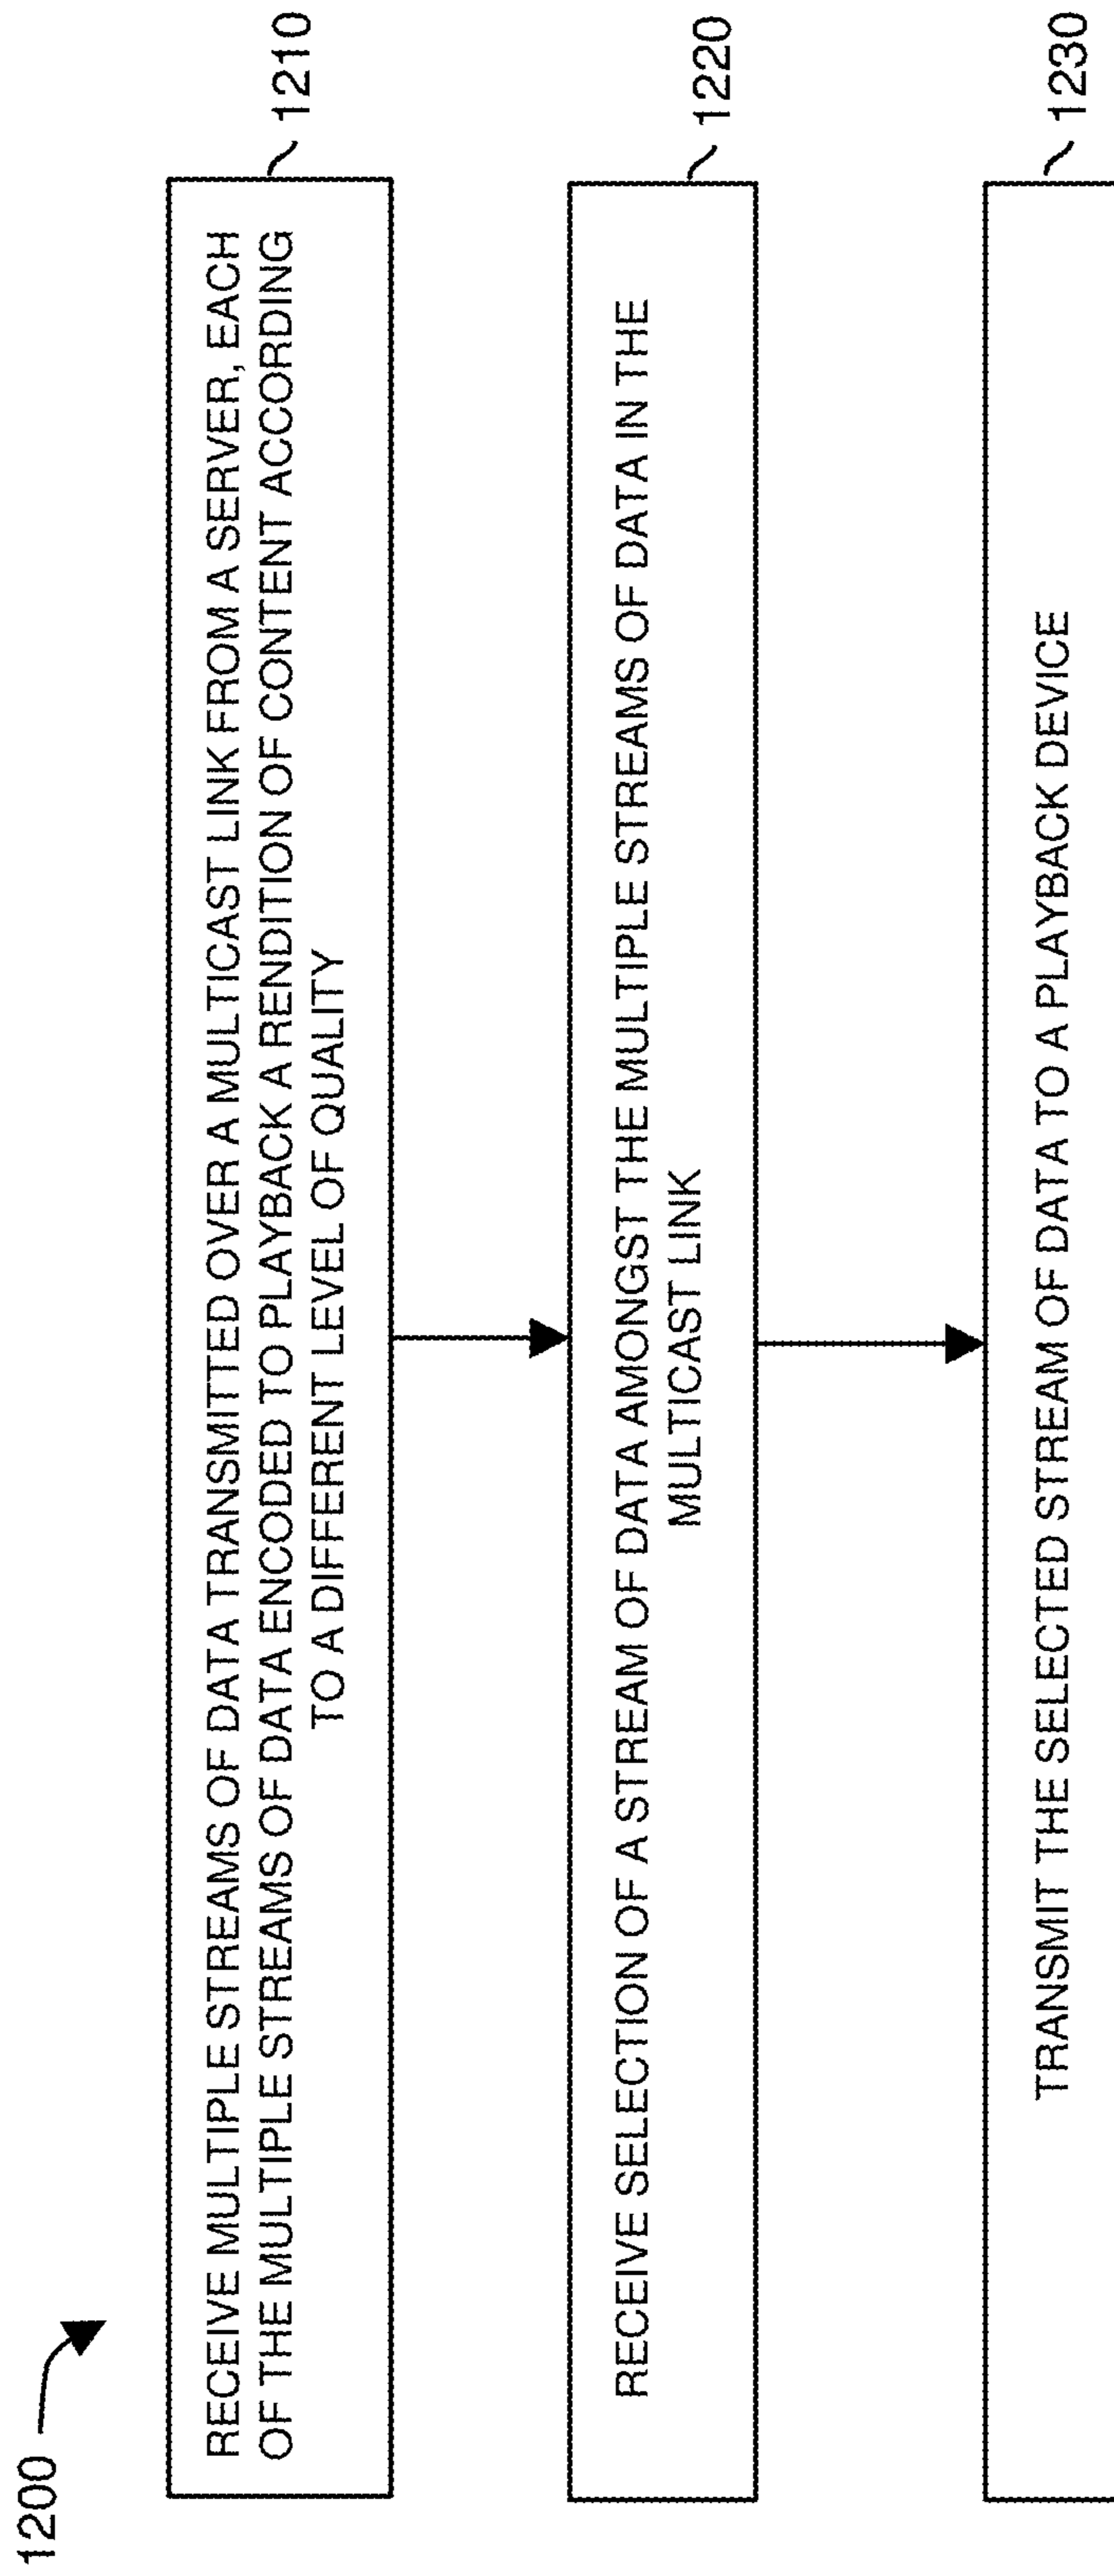 1200
RECEIVE MULTIPLE STREAMS OF DATA TRANSMITTED OVER A MULTICAST LINK FROM A SERVER, EACH
OF THE MULTIPLE STREAMS OF DATA ENCODED TO PLAYBACK A RENDITION OF CONTENT ACCORDING
TO A DIFFERENT LEVEL OF QUALITY
1210
RECEIVE SELECTION OF A STREAM OF DATA AMONGST THE MULTIPLE STREAMS OF DATA IN THE
MULTICAST LINK
1220
TRANSMIT THE SELECTED STREAM OF DATA TO A PLAYBACK DEVICE
1230